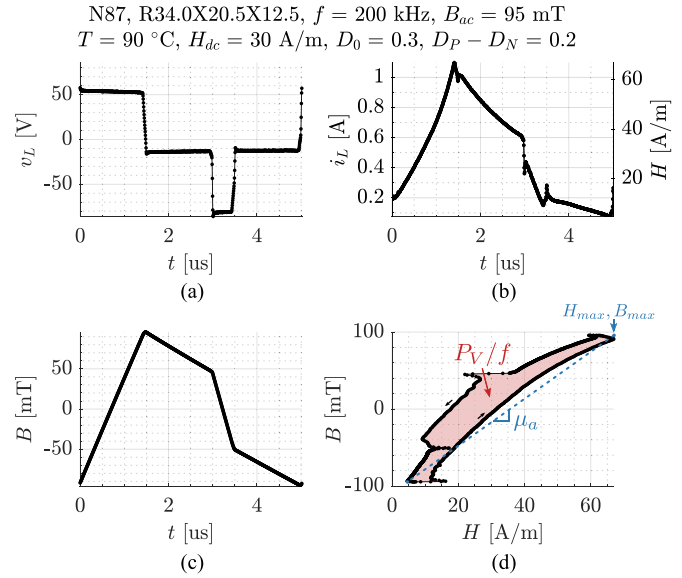 N87, R34.0X20.5X12.5, f = 200 kHz, B_ac = 95 mT
T = 90 °C, H_dc = 30 A/m, D_0 = 0.3, D_P − D_N = 0.2
v_L [V]
50
0
-50
0
2
4
t [us]
(a)
i_L [A]
1
0.8
0.6
0.4
0.2
H [A/m]
60
40
20
0
2
4
t [us]
(b)
B [mT]
50
0
-50
0
2
4
t [us]
(c)
H_max, B_max
P_V/f
μ_a
B [mT]
100
0
-100
0
20
40
60
H [A/m]
(d)